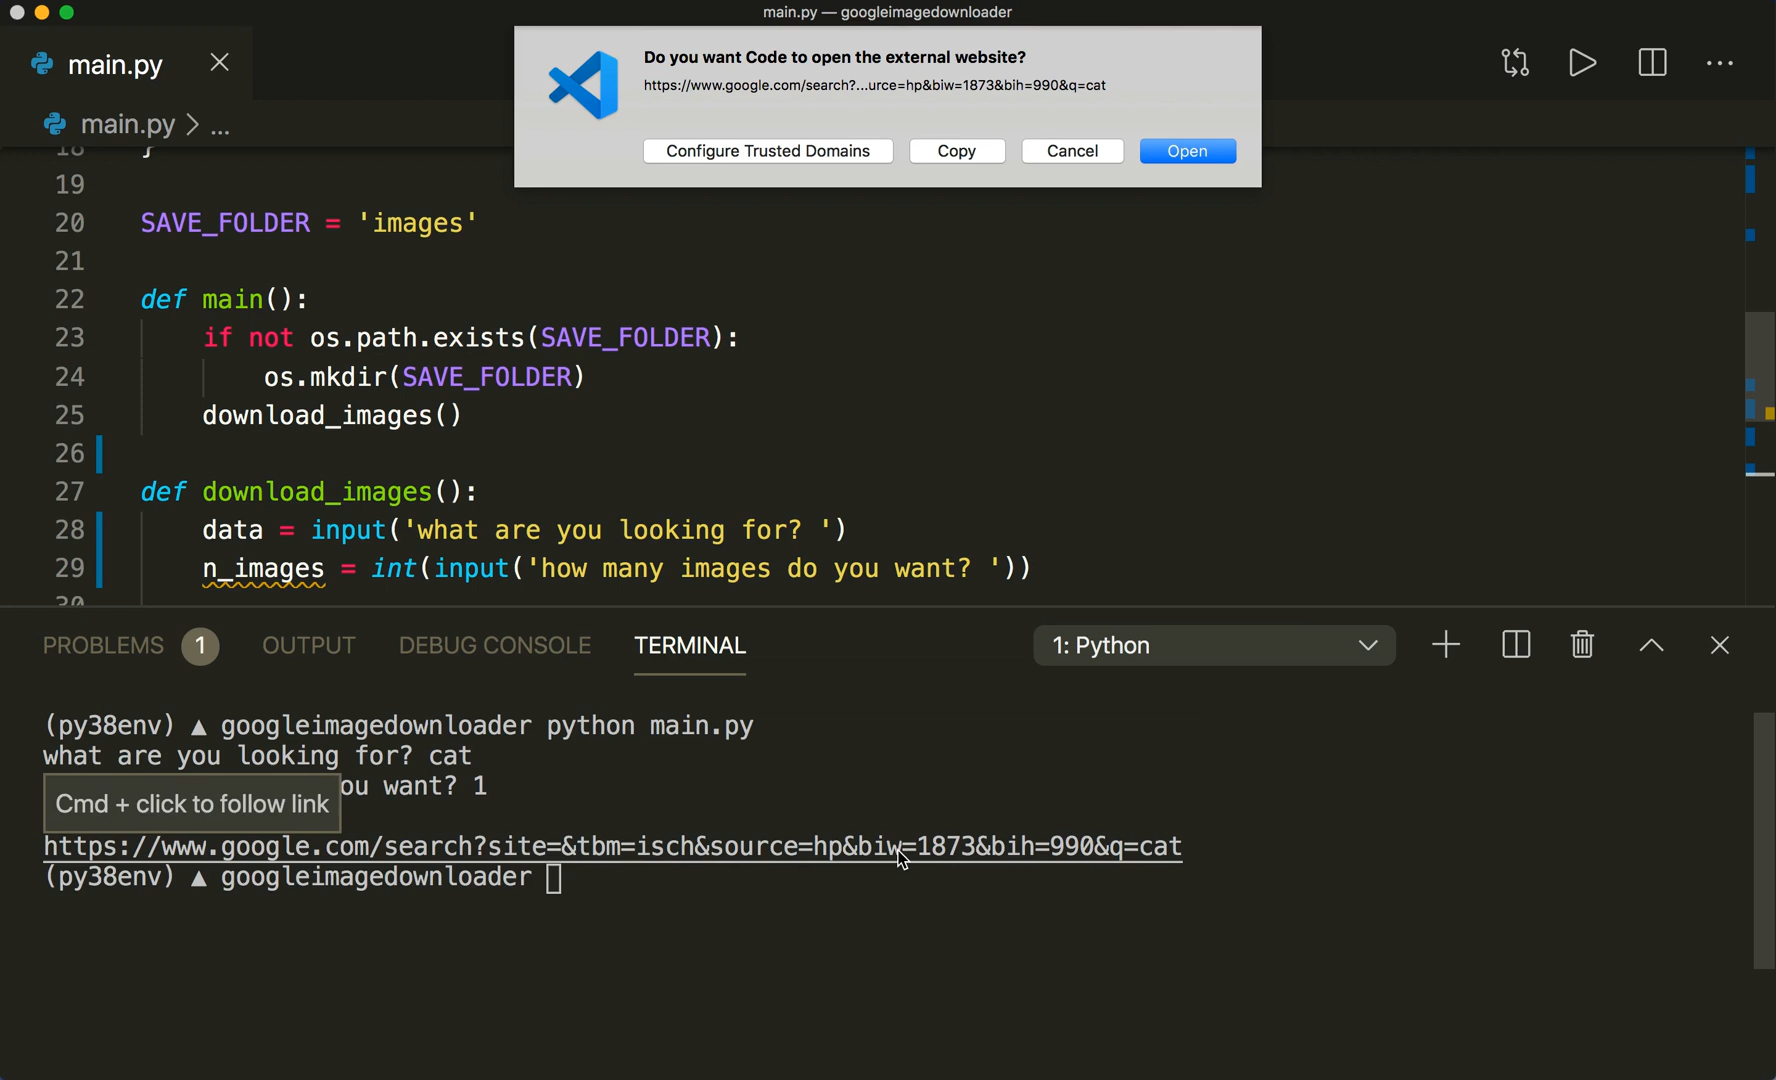 main.py — googleimagedownloader
main.py
Do you want Code to open the external website?
https://www.google.com/search?...urce=hp&biw=1873&bih=990&q=cat
Configure Trusted Domains
Copy
Cancel
Open
main.py > ...
18 }
19
20 SAVE_FOLDER = 'images'
21
22 def main():
23 if not os.path.exists(SAVE_FOLDER):
24 os.mkdir(SAVE_FOLDER)
25 download_images()
26
27 def download_images():
28 data = input('what are you looking for? ')
29 n_images = int(input('how many images do you want? '))
30
PROBLEMS 1 OUTPUT DEBUG CONSOLE TERMINAL 1: Python
(py38env) ▲ googleimagedownloader python main.py
what are you looking for? cat
ou want? 1
Cmd + click to follow link
https://www.google.com/search?site=&tbm=isch&source=hp&biw=1873&bih=990&q=cat
(py38env) ▲ googleimagedownloader